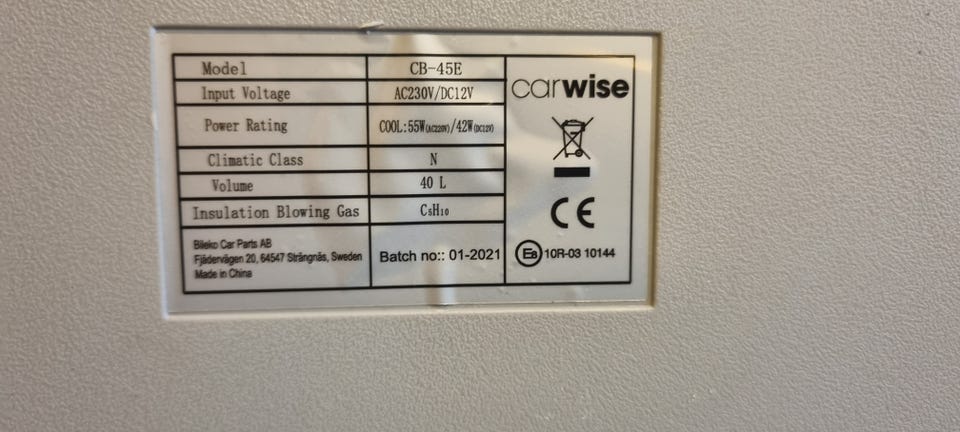 Model CB-45E
Input Voltage AC230V/DC12V
Power Rating COOL:55W(AC220V)/42W(DC12V)
Climatic Class N
Volume 40 L
Insulation Blowing Gas C5H10
Bileko Car Parts AB
Fjädervägen 20, 64547 Strängnäs, Sweden
Made in China
Batch no:: 01-2021
carwise
CE
E8 10R-03 10144